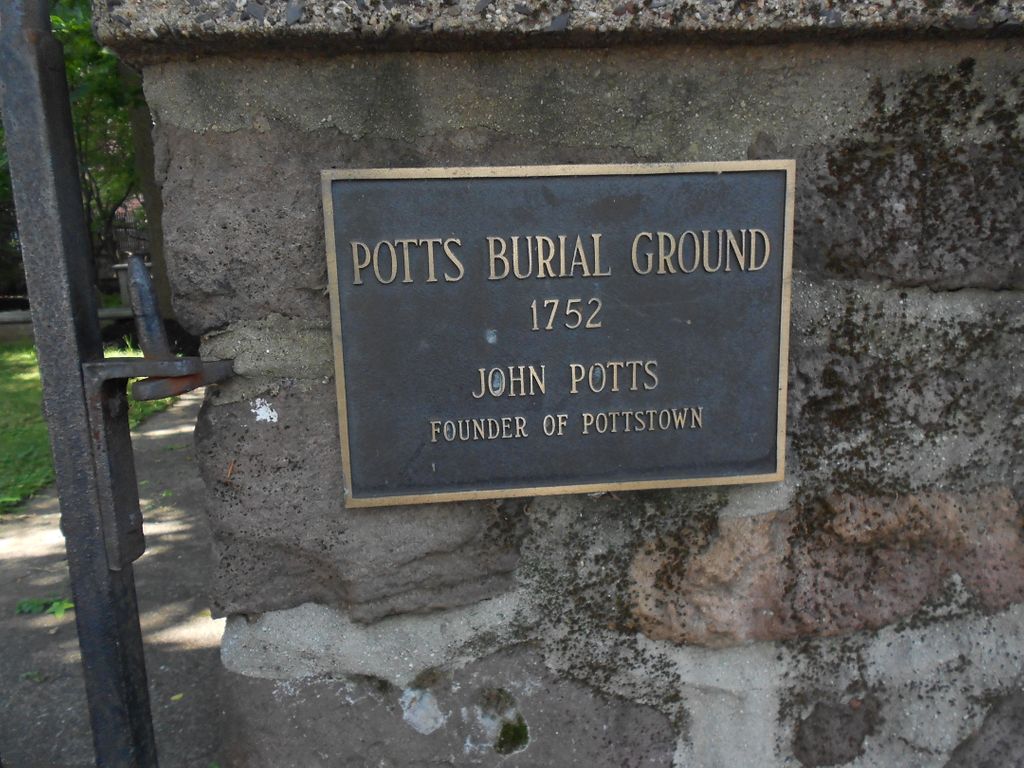 POTTS BURIAL GROUND
1752
JOHN POTTS
FOUNDER OF POTTSTOWN